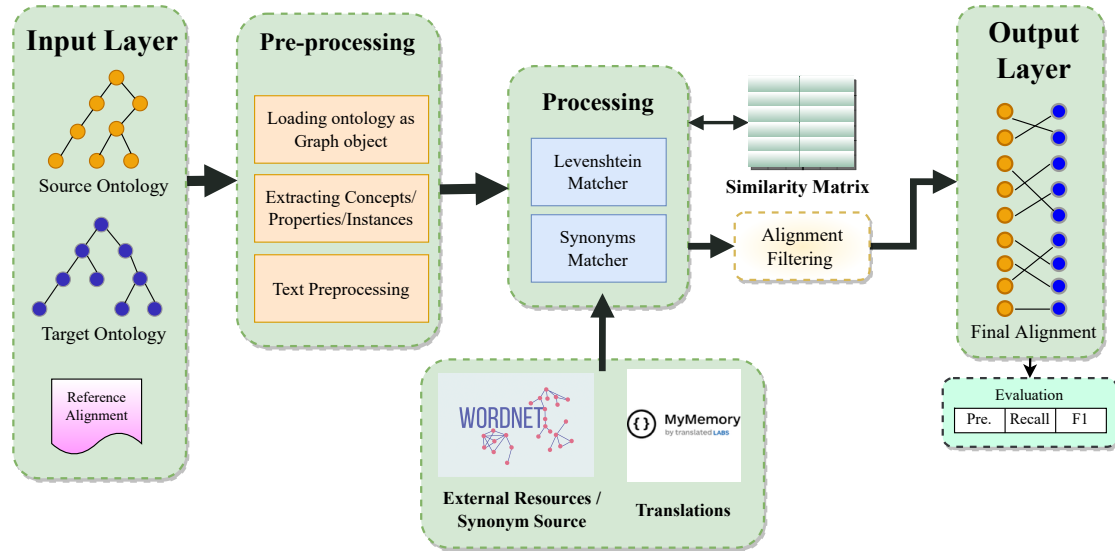 Input Layer
Source Ontology
Target Ontology
Reference
Alignment
Pre-processing
Loading ontology as
Graph object
Extracting Concepts/
Properties/Instances
Text Preprocessing
Processing
Levenshtein
Matcher
Synonyms
Matcher
Similarity Matrix
Alignment
Filtering
WORDNET
External Resources /
Synonym Source
{ } MyMemory
by translated LABS
Translations
Output
Layer
Final Alignment
Evaluation
Pre. Recall F1